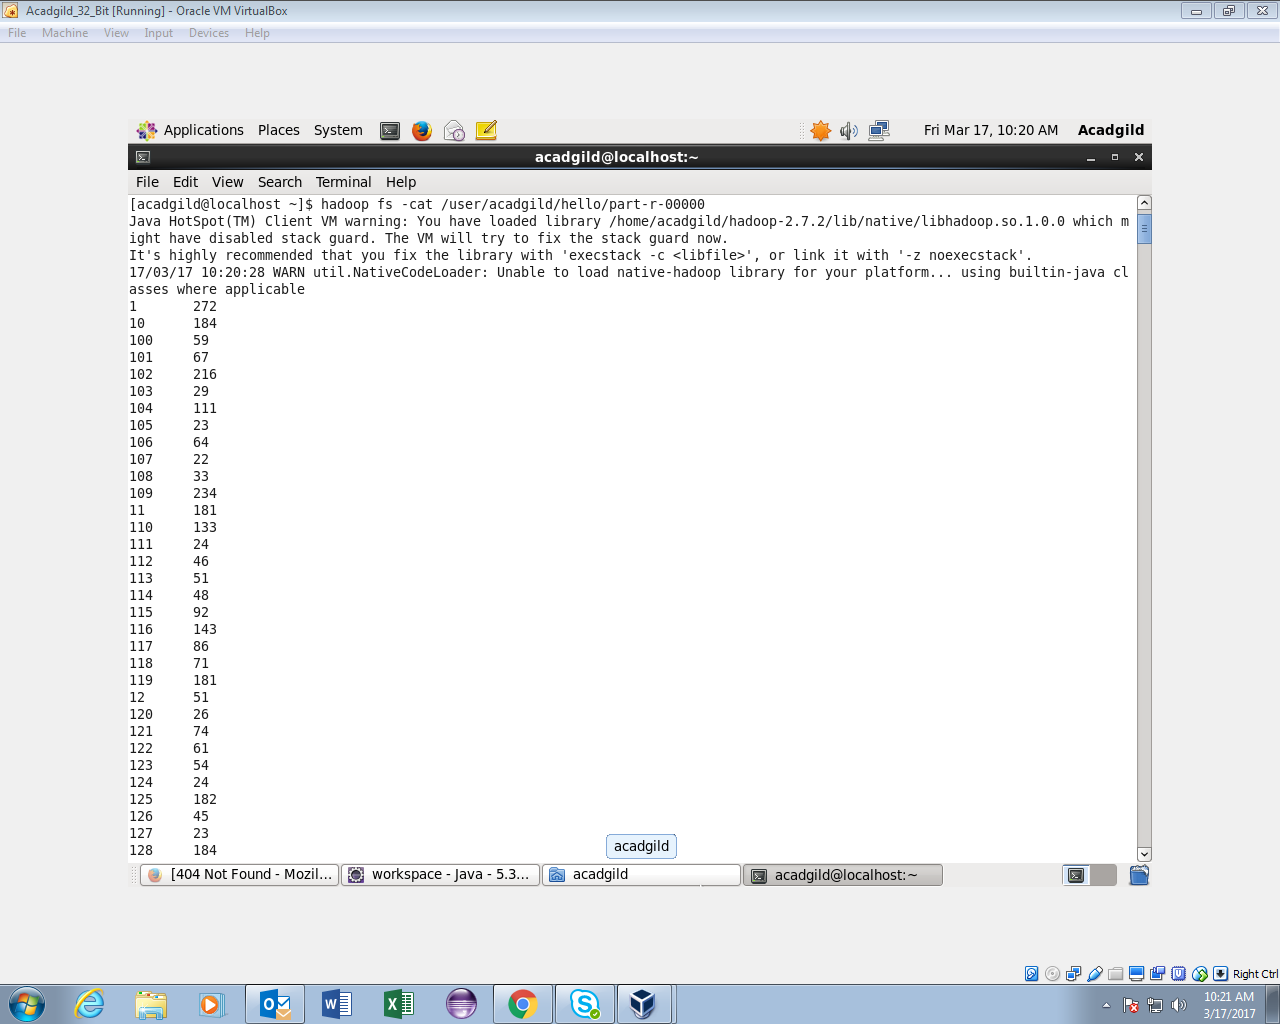 Acadgild_32_Bit [Running] - Oracle VM VirtualBox
File Machine View Input Devices Help
Applications Places System Fri Mar 17, 10:20 AM Acadgild
acadgild@localhost:~
File Edit View Search Terminal Help
[acadgild@localhost ~]$ hadoop fs -cat /user/acadgild/hello/part-r-00000
Java HotSpot(TM) Client VM warning: You have loaded library /home/acadgild/hadoop-2.7.2/lib/native/libhadoop.so.1.0.0 which m
ight have disabled stack guard. The VM will try to fix the stack guard now.
It's highly recommended that you fix the library with 'execstack -c <libfile>', or link it with '-z noexecstack'.
17/03/17 10:20:28 WARN util.NativeCodeLoader: Unable to load native-hadoop library for your platform... using builtin-java cl
asses where applicable
1 272
10 184
100 59
101 67
102 216
103 29
104 111
105 23
106 64
107 22
108 33
109 234
11 181
110 133
111 24
112 46
113 51
114 48
115 92
116 143
117 86
118 71
119 181
12 51
120 26
121 74
122 61
123 54
124 24
125 182
126 45
127 23
128 184
acadgild
[404 Not Found - Mozil... workspace - Java - 5.3... acadgild acadgild@localhost:~
Right Ctrl
10:21 AM
3/17/2017